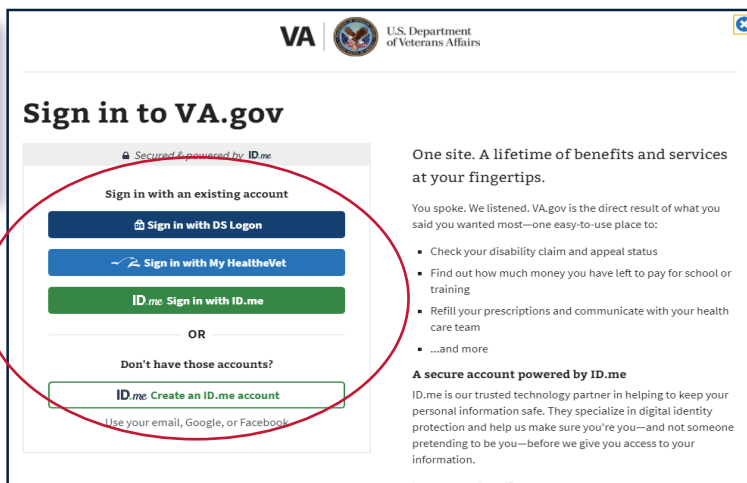 VA
U.S. Department
of Veterans Affairs
Sign in to VA.gov
Secured & powered by ID.me
Sign in with an existing account
Sign in with DS Logon
Sign in with My HealtheVet
ID.me Sign in with ID.me
OR
Don't have those accounts?
ID.me Create an ID.me account
Use your email, Google, or Facebook
One site. A lifetime of benefits and services
at your fingertips.
You spoke. We listened. VA.gov is the direct result of what you
said you wanted most—one easy-to-use place to:
Check your disability claim and appeal status
Find out how much money you have left to pay for school or
training
Refill your prescriptions and communicate with your health
care team
...and more
A secure account powered by ID.me
ID.me is our trusted technology partner in helping to keep your
personal information safe. They specialize in digital identity
protection and help us make sure you're you—and not someone
pretending to be you—before we give you access to your
information.